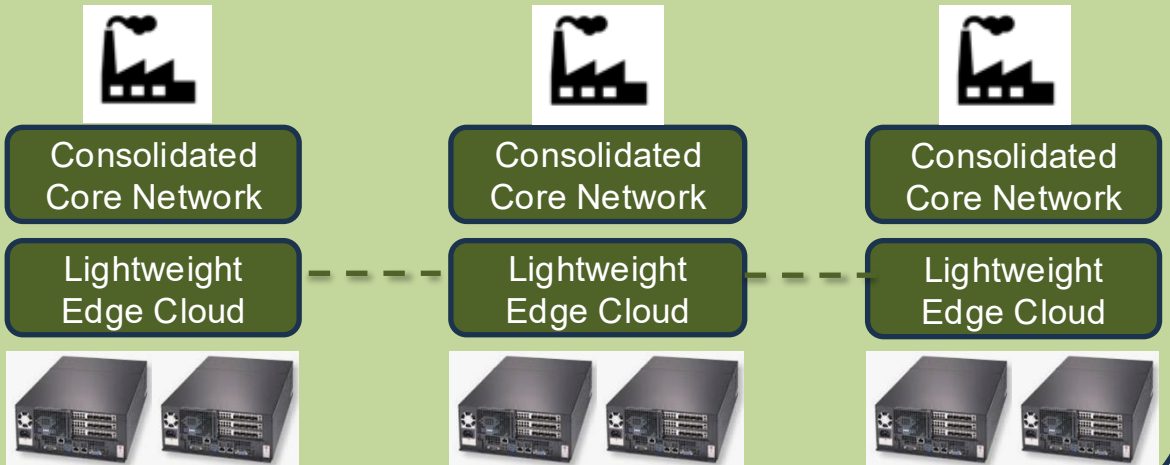 Consolidated
Core Network
Consolidated
Core Network
Consolidated
Core Network
Lightweight
Edge Cloud
Lightweight
Edge Cloud
Lightweight
Edge Cloud